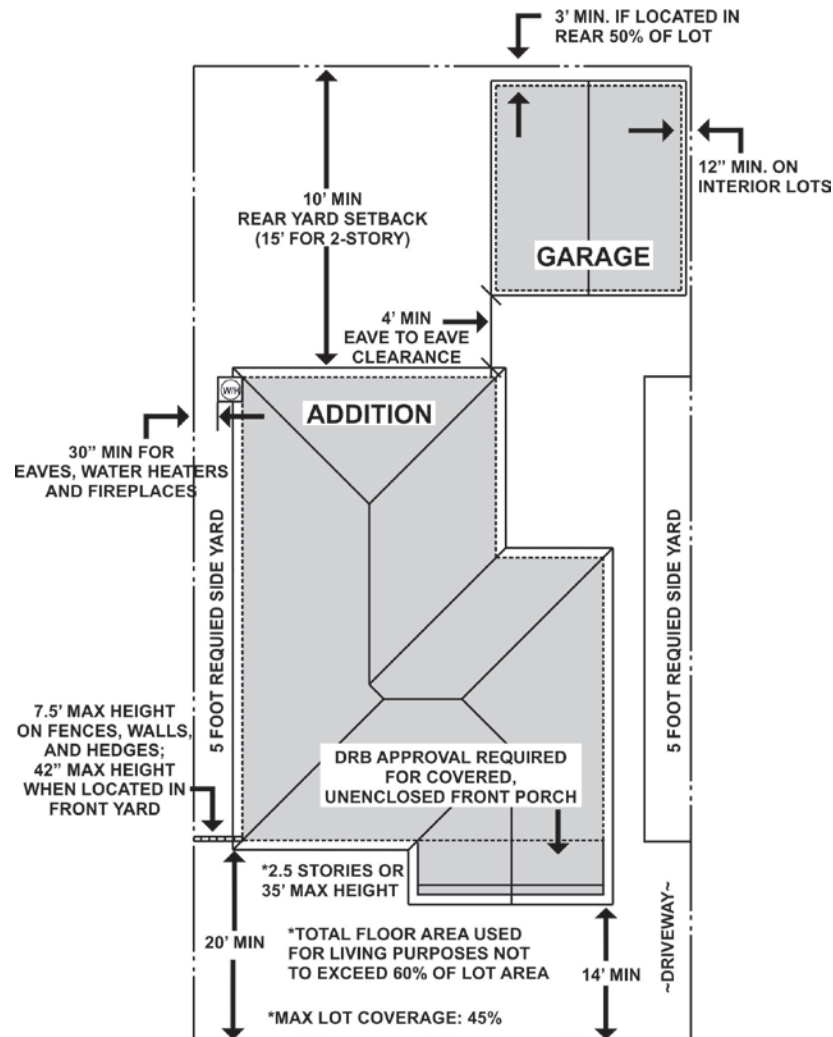 3’ MIN. IF LOCATED IN
REAR 50% OF LOT
12” MIN. ON
INTERIOR LOTS
10’ MIN
REAR YARD SETBACK
(15’ FOR 2-STORY)
GARAGE
4’ MIN
EAVE TO EAVE
CLEARANCE
W/H
ADDITION
30” MIN FOR
EAVES, WATER HEATERS
AND FIREPLACES
5 FOOT REQUIED SIDE YARD
5 FOOT REQUIED SIDE YARD
7.5’ MAX HEIGHT
ON FENCES, WALLS,
AND HEDGES;
42” MAX HEIGHT
WHEN LOCATED IN
FRONT YARD
DRB APPROVAL REQUIRED
FOR COVERED,
UNENCLOSED FRONT PORCH
*2.5 STORIES OR
35’ MAX HEIGHT
20’ MIN
*TOTAL FLOOR AREA USED
FOR LIVING PURPOSES NOT
TO EXCEED 60% OF LOT AREA
14’ MIN
~DRIVEWAY~
*MAX LOT COVERAGE: 45%